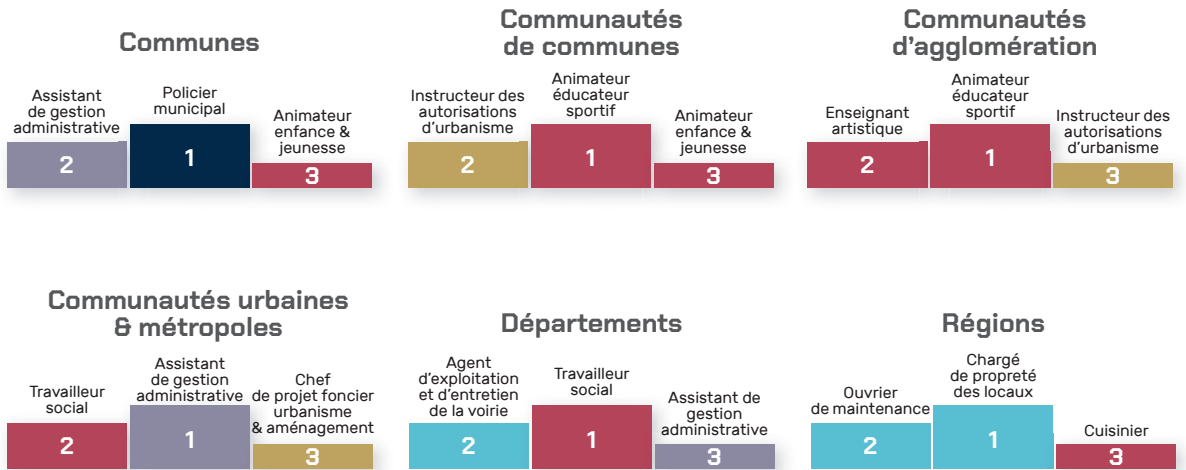 Communes
Assistant
de gestion
administrative
2
Policier
municipal
1
Animateur
enfance &
jeunesse
3
Communautés
de communes
Instructeur des
autorisations
d'urbanisme
2
Animateur
éducateur
sportif
1
Animateur
enfance &
jeunesse
3
Communautés
d'agglomération
Enseignant
artistique
2
Animateur
éducateur
sportif
1
Instructeur des
autorisations
d'urbanisme
3
Communautés urbaines
& métropoles
Travailleur
social
2
Assistant
de gestion
administrative
1
Chef
de projet foncier
urbanisme
& aménagement
3
Départements
Agent
d'exploitation
et d'entretien
de la voirie
2
Travailleur
social
1
Assistant de
gestion
administrative
3
Régions
Ouvrier
de maintenance
2
Chargé
de propreté
des locaux
1
Cuisinier
3